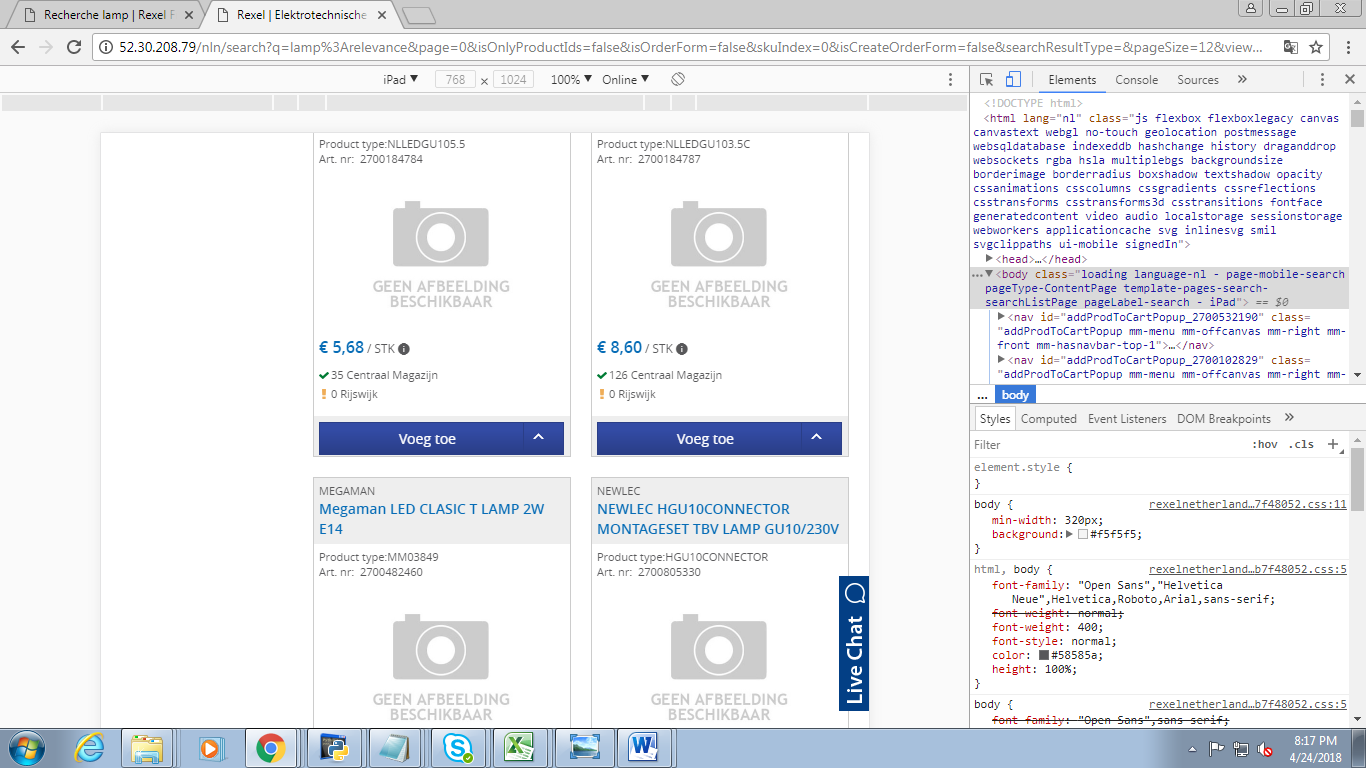 Recherche lamp | Rexel F
Rexel | Elektrotechnische
52.30.208.79/nln/search?q=lamp%3Arelevance&page=0&isOnlyProductIds=false&isOrderForm=false&skuIndex=0&isCreateOrderForm=false&searchResultType=&pageSize=12&view...
iPad ▼ 768 × 1024 100% ▼ Online ▼
Product type:NLLEDGU105.5
Art. nr: 2700184784
GEEN AFBEELDING
BESCHIKBAAR
€ 5,68 / STK
35 Centraal Magazijn
0 Rijswijk
Voeg toe
Product type:NLLEDGU103.5C
Art. nr: 2700184787
GEEN AFBEELDING
BESCHIKBAAR
€ 8,60 / STK
126 Centraal Magazijn
0 Rijswijk
Voeg toe
MEGAMAN
Megaman LED CLASIC T LAMP 2W
E14
Product type:MM03849
Art. nr: 2700482460
GEEN AFBEELDING
BESCHIKBAAR
NEWLEC
NEWLEC HGU10CONNECTOR
MONTAGESET TBV LAMP GU10/230V
Product type:HGU10CONNECTOR
Art. nr: 2700805330
GEEN AFBEELDING
BESCHIKBAAR
Live Chat
Elements Console Sources »
<!DOCTYPE html>
<html lang="nl" class="js flexbox flexboxlegacy canvas
canvastext webgl no-touch geolocation postmessage
websqldatabase indexeddb hashchange history draganddrop
websockets rgba hsla multiplebgs backgroundsize
borderimage borderradius boxshadow textshadow opacity
cssanimations csscolumns cssgradients cssreflections
csstransforms csstransforms3d csstransitions fontface
generatedcontent video audio localstorage sessionstorage
webworkers applicationcache svg inlinesvg smil
svgclippaths ui-mobile signedIn">
<head>…</head>
<body class="loading language-nl - page-mobile-search
pageType-ContentPage template-pages-search-
searchListPage pageLabel-search - iPad"> == $0
<nav id="addProdToCartPopup_2700532190" class=
"addProdToCartPopup mm-menu mm-offcanvas mm-right mm-
front mm-hasnavbar-top-1">…</nav>
<nav id="addProdToCartPopup_2700102829" class=
"addProdToCartPopup mm-menu mm-offcanvas mm-right mm-
... body
Styles Computed Event Listeners DOM Breakpoints »
Filter :hov .cls +
element.style {
}
body { rexelnetherland…7f48052.css:11
min-width: 320px;
background: #f5f5f5;
}
html, body { rexelnetherland…b7f48052.css:5
font-family: "Open Sans","Helvetica
Neue",Helvetica,Roboto,Arial,sans-serif;
font-weight: normal;
font-weight: 400;
font-style: normal;
color: #58585a;
height: 100%;
}
body { rexelnetherland…b7f48052.css:5
font-family: "Open Sans",sans-serif;
8:17 PM
4/24/2018